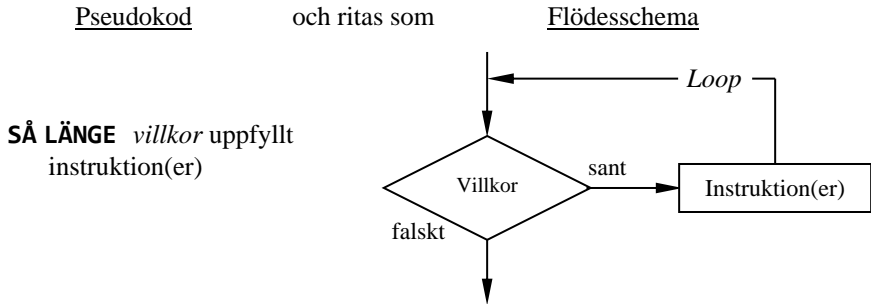 Pseudokod och ritas som Flödesschema
Loop
SÅ LÄNGE villkor uppfyllt
instruktion(er)
Villkor
sant
Instruktion(er)
falskt